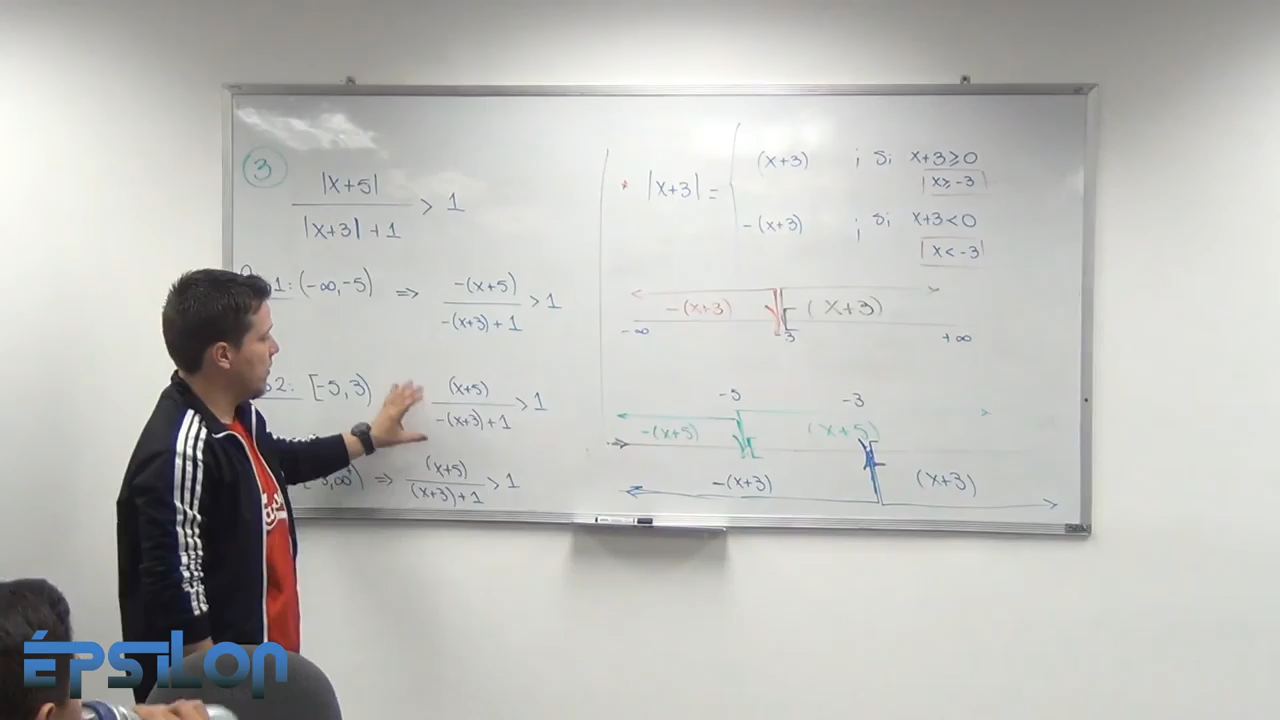 3
|x+5|
|x+3| + 1
> 1
1: (-∞, -5) ⇒ -(x+5)
-(x+3) + 1
> 1
2: [-5, 3) (x+5)
-(x+3) + 1
> 1
, ∞⁺) ⇒ (x+5)
(x+3) + 1
> 1
* |x+3| =
(x+3) ; Si x+3 ≥ 0
x ≥ -3
-(x+3) ; Si x+3 < 0
x < -3
-(x+3) (x+3)
-∞ 3 +∞
-5 -3
-(x+5) (x+5)
-(x+3) (x+3)
ÉPSILON